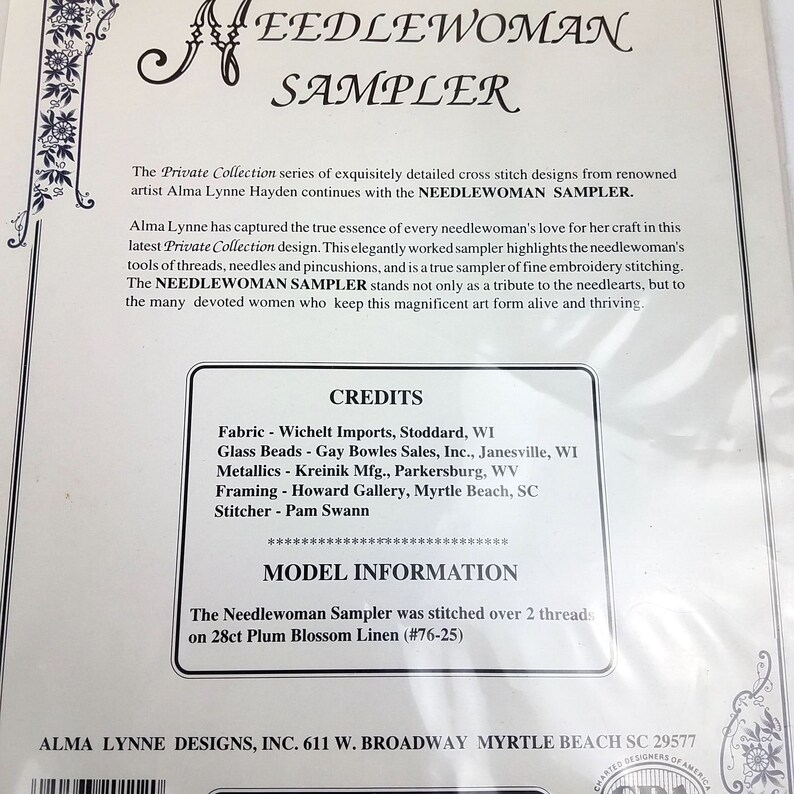 NEEDLEWOMAN
SAMPLER
The Private Collection series of exquisitely detailed cross stitch designs from renowned
artist Alma Lynne Hayden continues with the NEEDLEWOMAN SAMPLER.
Alma Lynne has captured the true essence of every needlewoman's love for her craft in this
latest Private Collection design. This elegantly worked sampler highlights the needlewoman's
tools of threads, needles and pincushions, and is a true sampler of fine embroidery stitching.
The NEEDLEWOMAN SAMPLER stands not only as a tribute to the needlearts, but to
the many devoted women who keep this magnificent art form alive and thriving.
CREDITS
Fabric - Wichelt Imports, Stoddard, WI
Glass Beads - Gay Bowles Sales, Inc., Janesville, WI
Metallics - Kreinik Mfg., Parkersburg, WV
Framing - Howard Gallery, Myrtle Beach, SC
Stitcher - Pam Swann
*****************************
MODEL INFORMATION
The Needlewoman Sampler was stitched over 2 threads
on 28ct Plum Blossom Linen (#76-25)
ALMA LYNNE DESIGNS, INC. 611 W. BROADWAY MYRTLE BEACH SC 29577
CHARTED DESIGNERS OF AMERICA